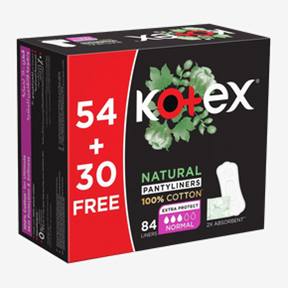 54
+
30
FREE
Kotex
NATURAL
PANTYLINERS
100% COTTON
EXTRA PROTECT
84
LINERS
NORMAL
2X ABSORBENT